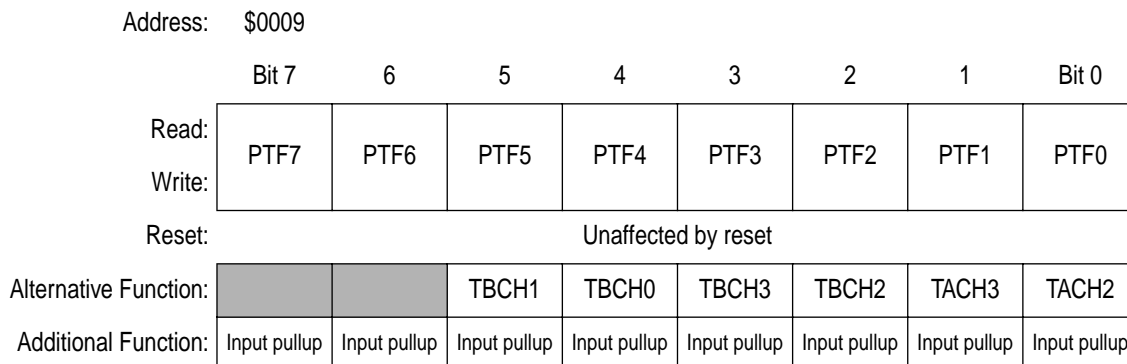 Address: $0009
Bit 7 6 5 4 3 2 1 Bit 0
Read:
PTF7 PTF6 PTF5 PTF4 PTF3 PTF2 PTF1 PTF0
Write:
Reset: Unaffected by reset
Alternative Function: TBCH1 TBCH0 TBCH3 TBCH2 TACH3 TACH2
Additional Function: Input pullup Input pullup Input pullup Input pullup Input pullup Input pullup Input pullup Input pullup